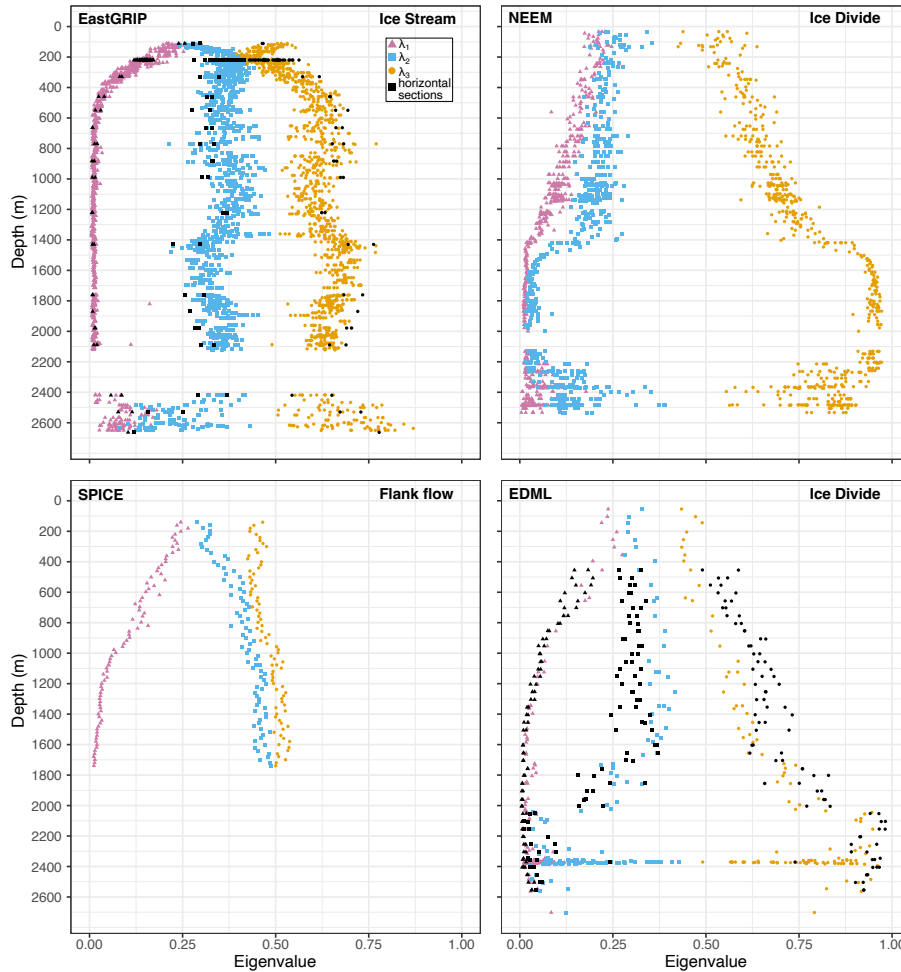 EastGRIP Ice Stream
NEEM Ice Divide
λ1
λ2
λ3
horizontal
sections
0
200
400
600
800
1000
1200
1400
1600
1800
2000
2200
2400
2600
Depth (m)
SPICE Flank flow
EDML Ice Divide
0
200
400
600
800
1000
1200
1400
1600
1800
2000
2200
2400
2600
Depth (m)
0.00 0.25 0.50 0.75 1.00
0.00 0.25 0.50 0.75 1.00
Eigenvalue Eigenvalue